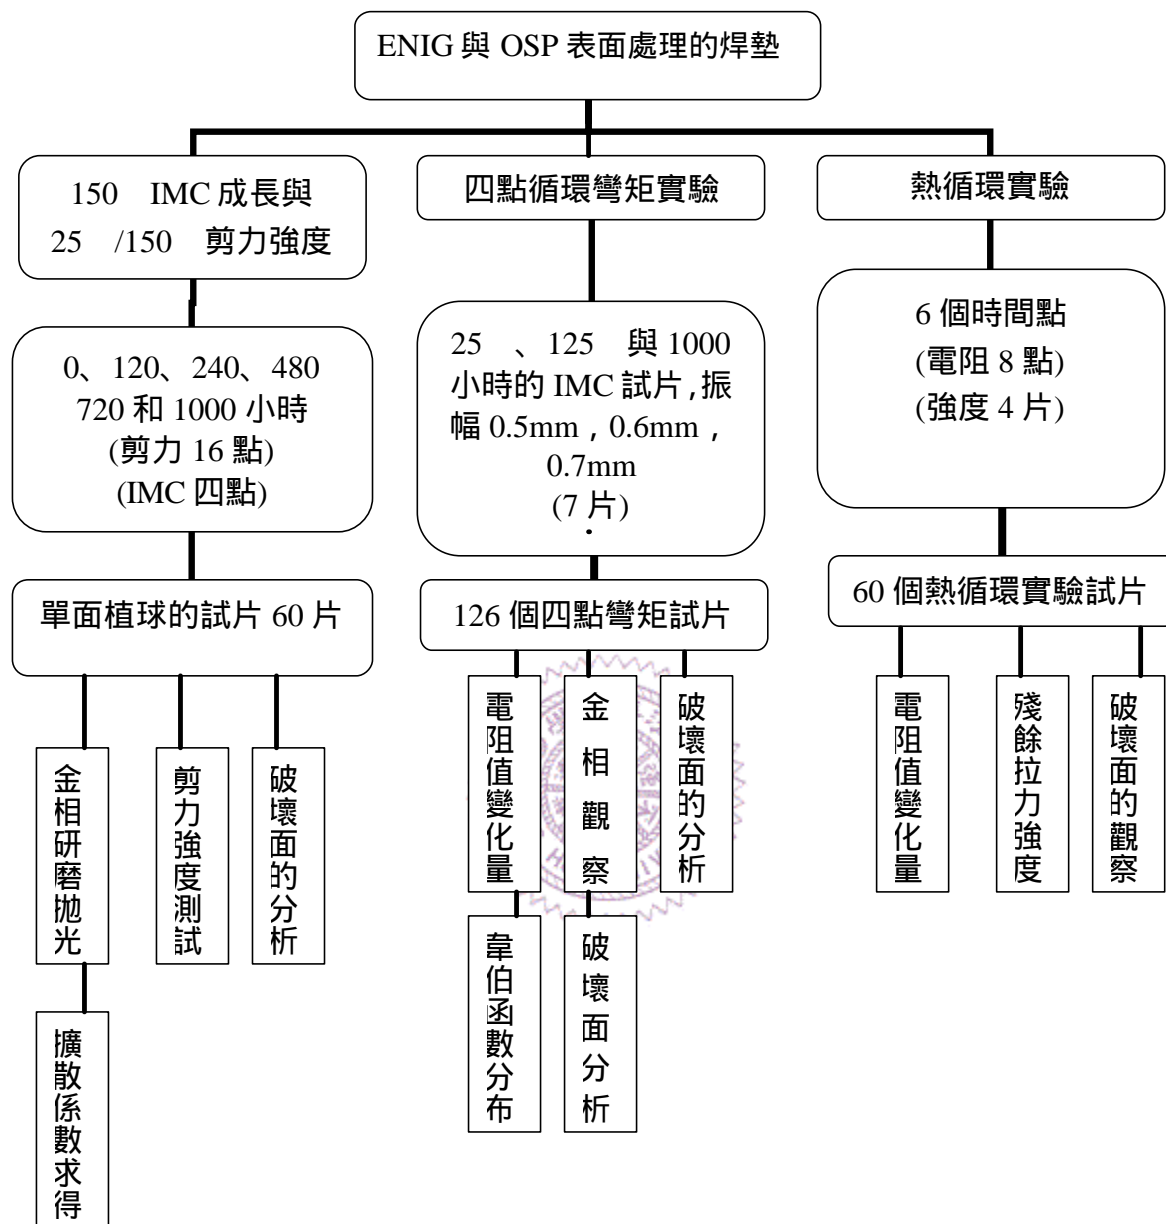 ENIG 與 OSP 表面處理的焊墊
150 IMC 成長與
25 /150 剪力強度
四點循環彎矩實驗
熱循環實驗
0、120、240、480
720 和 1000 小時
(剪力 16 點)
(IMC 四點)
25 、125 與 1000
小時的 IMC 試片,振
幅 0.5mm,0.6mm,
0.7mm
(7 片)
6 個時間點
(電阻 8 點)
(強度 4 片)
單面植球的試片 60 片
126 個四點彎矩試片
60 個熱循環實驗試片
金相研磨拋光
剪力強度測試
破壞面的分析
電阻值變化量
金相觀察
破壞面的分析
電阻值變化量
殘餘拉力強度
破壞面的觀察
擴散係數求得
韋伯函數分布
破壞面分析